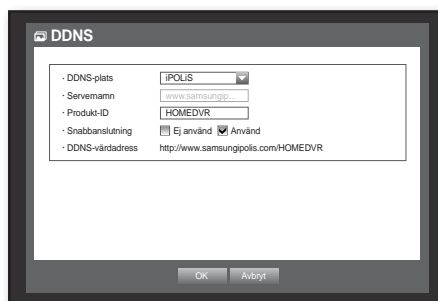 DDNS
· DDNS-plats iPOLiS
· Servernamn www.samsungip...
· Produkt-ID HOMEDVR
· Snabbanslutning Ej använd Använd
· DDNS-värdadress http://www.samsungipolis.com/HOMEDVR
OK Avbryt